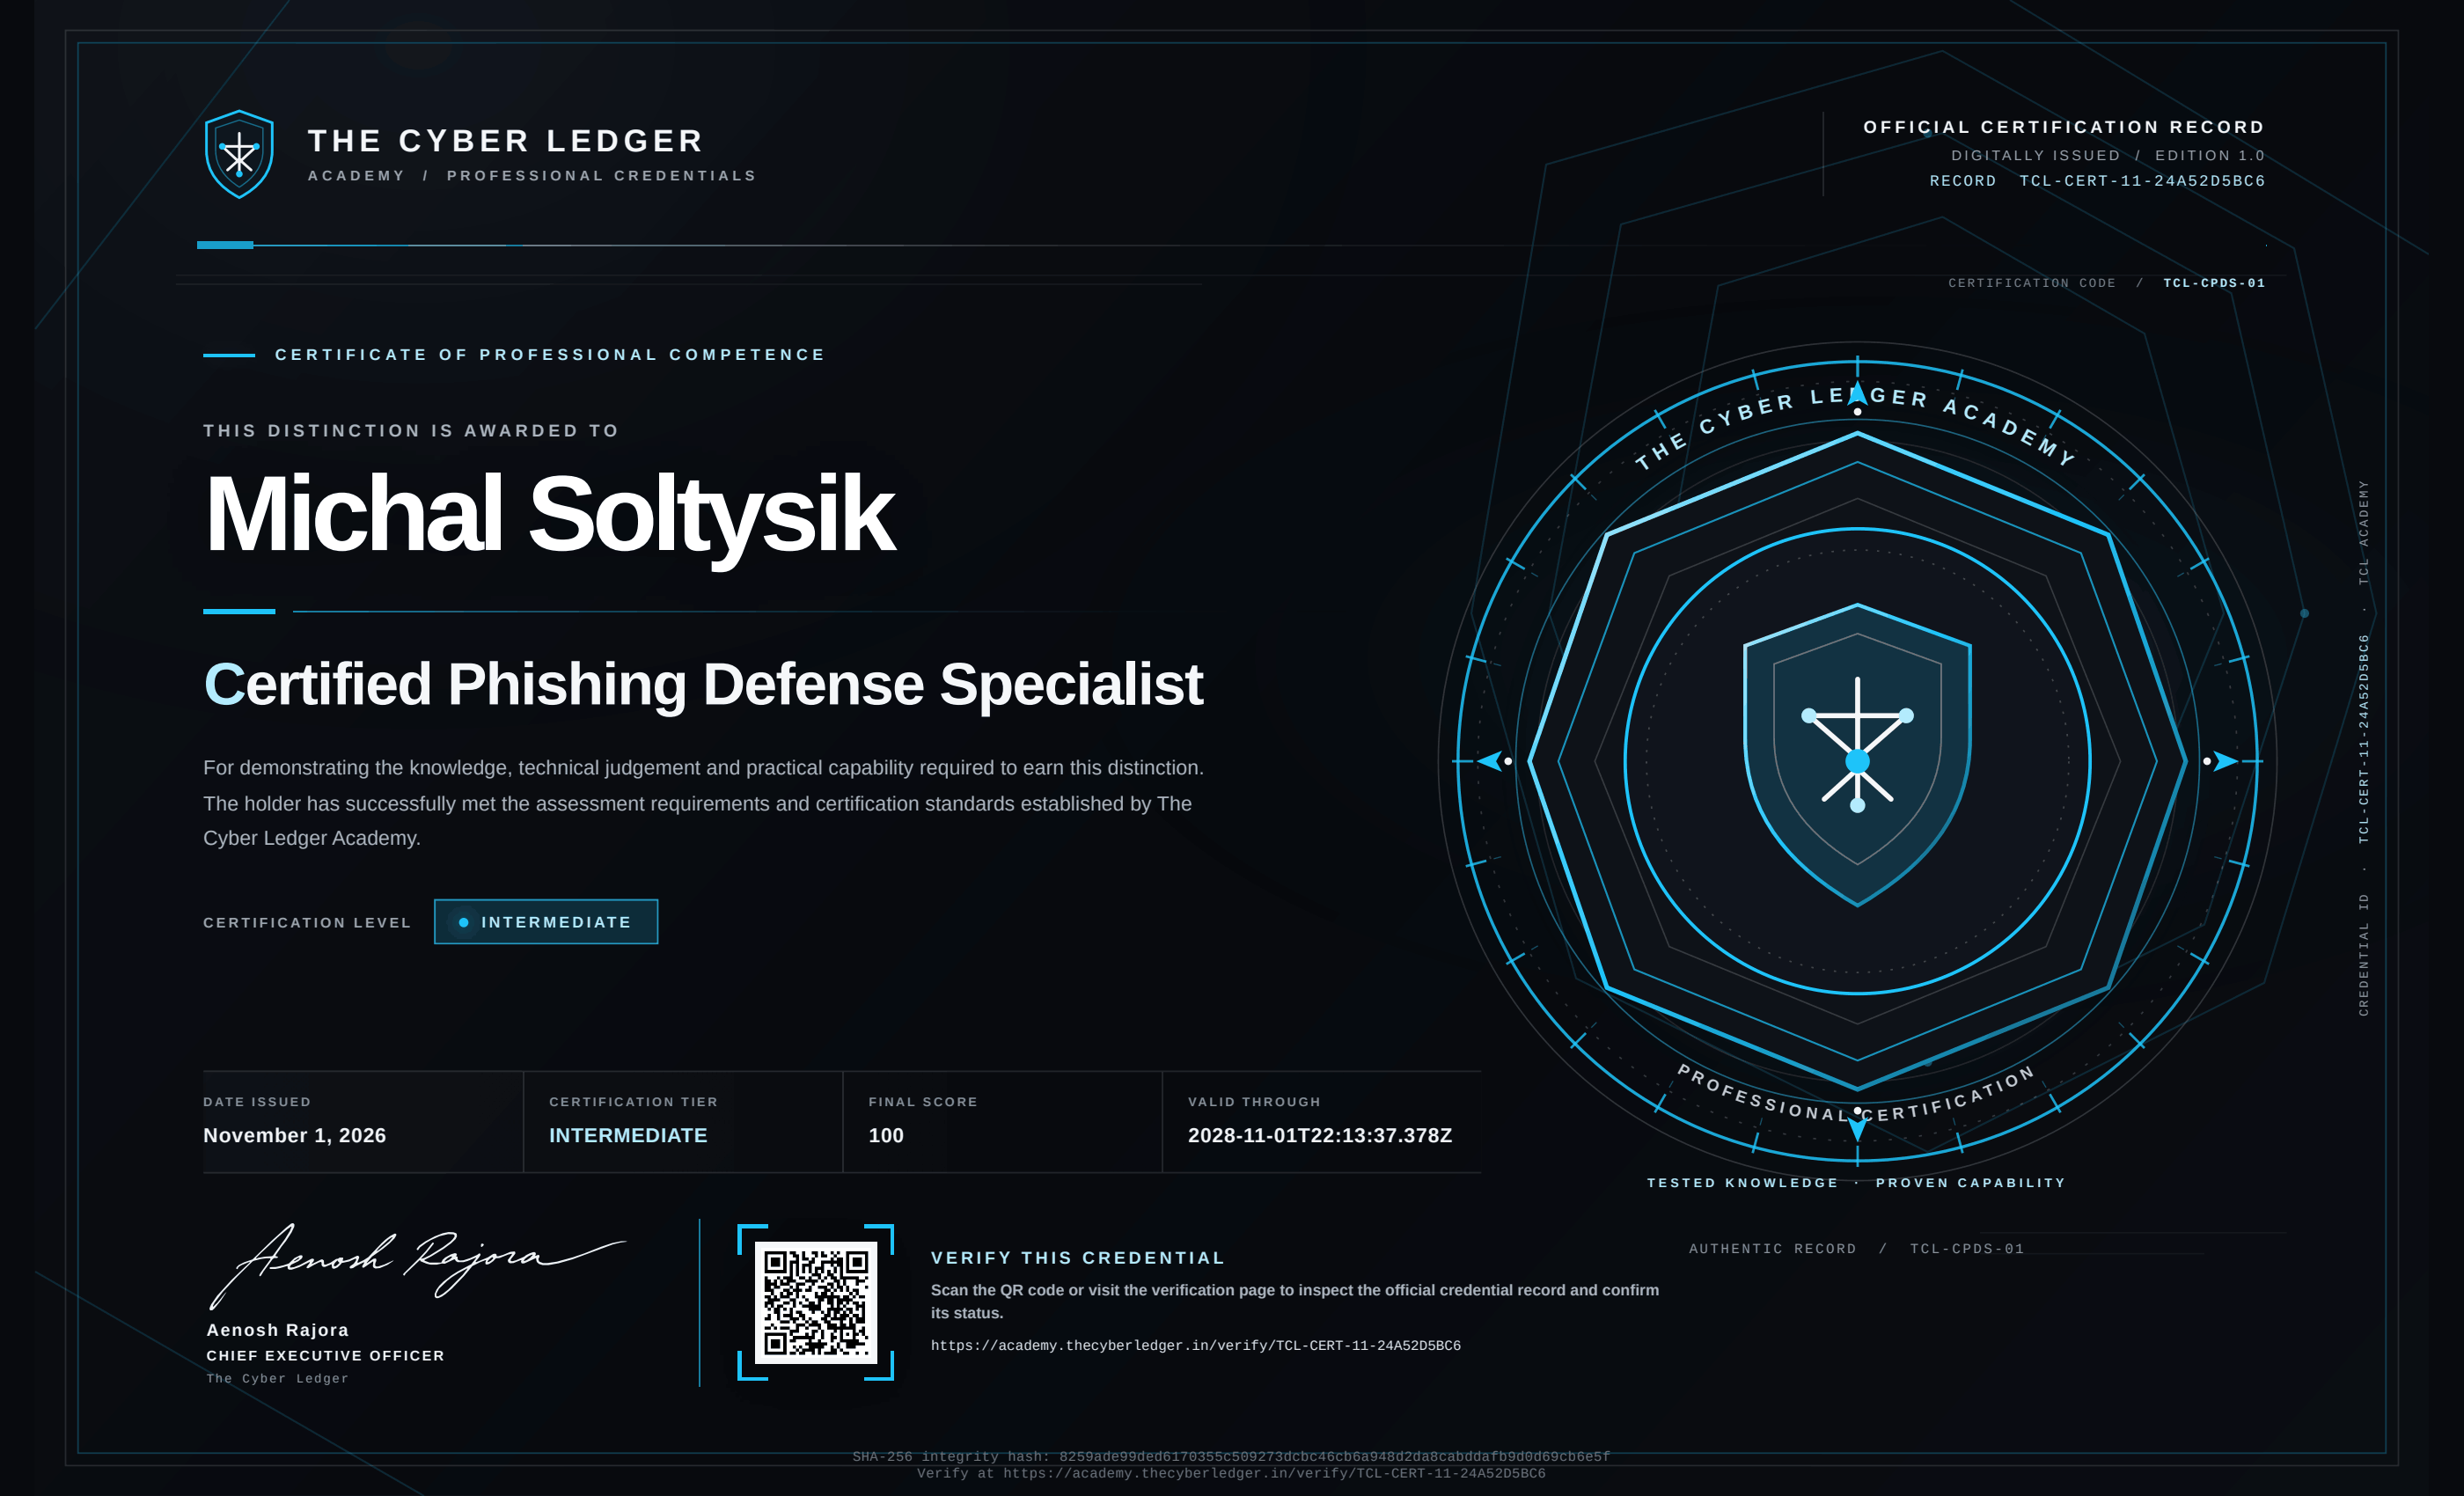 THE CYBER LEDGER
ACADEMY / PROFESSIONAL CREDENTIALS
OFFICIAL CERTIFICATION RECORD
DIGITALLY ISSUED / EDITION 1.0
RECORD TCL-CERT-11-24A52D5BC6
CERTIFICATION CODE / TCL-CPDS-01
CERTIFICATE OF PROFESSIONAL COMPETENCE
THIS DISTINCTION IS AWARDED TO
Michal Soltysik
Certified Phishing Defense Specialist
For demonstrating the knowledge, technical judgement and practical capability required to earn this distinction.
The holder has successfully met the assessment requirements and certification standards established by The
Cyber Ledger Academy.
CERTIFICATION LEVEL INTERMEDIATE
THE CYBER LEDGER ACADEMY
PROFESSIONAL CERTIFICATION
TESTED KNOWLEDGE · PROVEN CAPABILITY
AUTHENTIC RECORD / TCL-CPDS-01
CREDENTIAL ID · TCL-CERT-11-24A52D5BC6 · TCL ACADEMY
DATE ISSUED
November 1, 2026
CERTIFICATION TIER
INTERMEDIATE
FINAL SCORE
100
VALID THROUGH
2028-11-01T22:13:37.378Z
Aenosh Rajora
Aenosh Rajora
CHIEF EXECUTIVE OFFICER
The Cyber Ledger
VERIFY THIS CREDENTIAL
Scan the QR code or visit the verification page to inspect the official credential record and confirm
its status.
https://academy.thecyberledger.in/verify/TCL-CERT-11-24A52D5BC6
SHA-256 integrity hash: 8259ade99ded6170355c509273dcbc46cb6a948d2da8cabddafb9d0d69cb6e5f
Verify at https://academy.thecyberledger.in/verify/TCL-CERT-11-24A52D5BC6